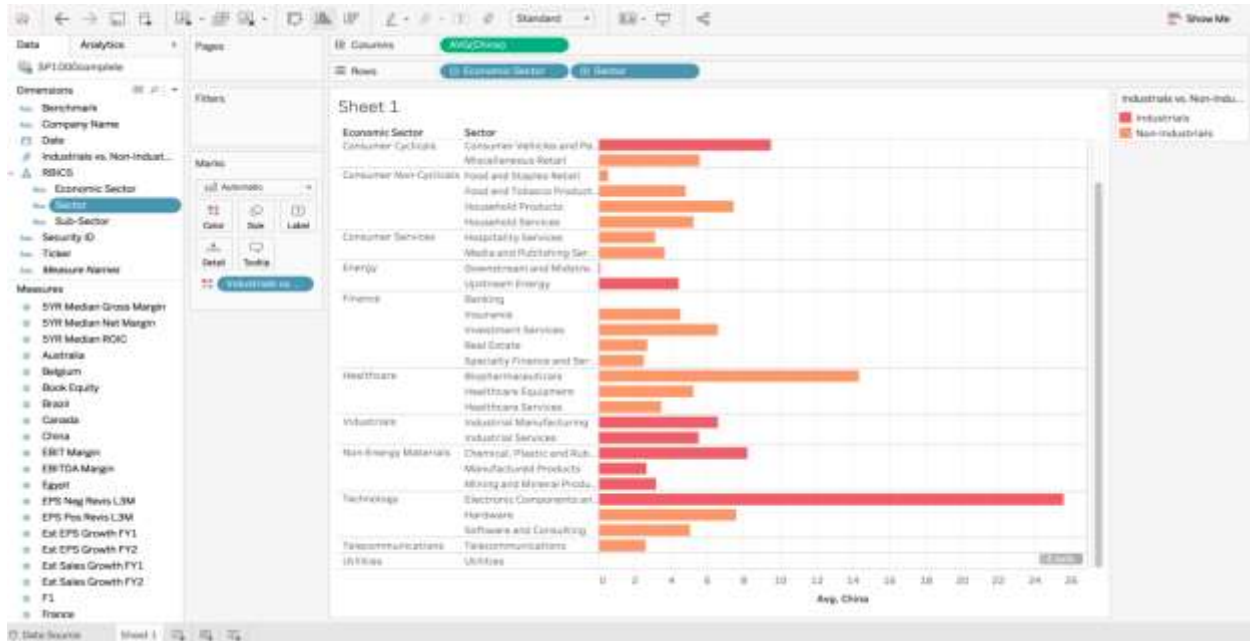 Standard
Show Me
Data
Analytics
Pages
Columns
AVG(China)
SP1000complete
Rows
Economic Sector
Sector
Dimensions
Benchmark
Company Name
Date
Industrials vs. Non-Indust...
RBICS
Economic Sector
Sector
Sub-Sector
Security ID
Ticker
Measure Names
Measures
5YR Median Gross Margin
5YR Median Net Margin
5YR Median ROIC
Australia
Belgium
Book Equity
Brazil
Canada
China
EBIT Margin
EBITDA Margin
Egypt
EPS Neg Revis L3M
EPS Pos Revis L3M
Est EPS Growth FY1
Est EPS Growth FY2
Est Sales Growth FY1
Est Sales Growth FY2
F1
France
Filters
Marks
Automatic
Color
Size
Label
Detail
Tooltip
Industrials vs. ...
Sheet 1
Economic Sector Sector
Consumer Cyclicals Consumer Vehicles and Pa..
Miscellaneous Retail
Consumer Non-Cyclicals Food and Staples Retail
Food and Tobacco Product..
Household Products
Household Services
Consumer Services Hospitality Services
Media and Publishing Ser..
Energy Downstream and Midstre..
Upstream Energy
Finance Banking
Insurance
Investment Services
Real Estate
Specialty Finance and Ser..
Healthcare Biopharmaceuticals
Healthcare Equipment
Healthcare Services
Industrials Industrial Manufacturing
Industrial Services
Non-Energy Materials Chemical, Plastic and Rub..
Manufactured Products
Mining and Mineral Produ..
Technology Electronic Components an..
Hardware
Software and Consulting
Telecommunications Telecommunications
Utilities Utilities
0 2 4 6 8 10 12 14 16 18 20 22 24 26
Avg. China
Industrials vs. Non-Indu...
Industrials
Non-Industrials
Data Source
Sheet 1